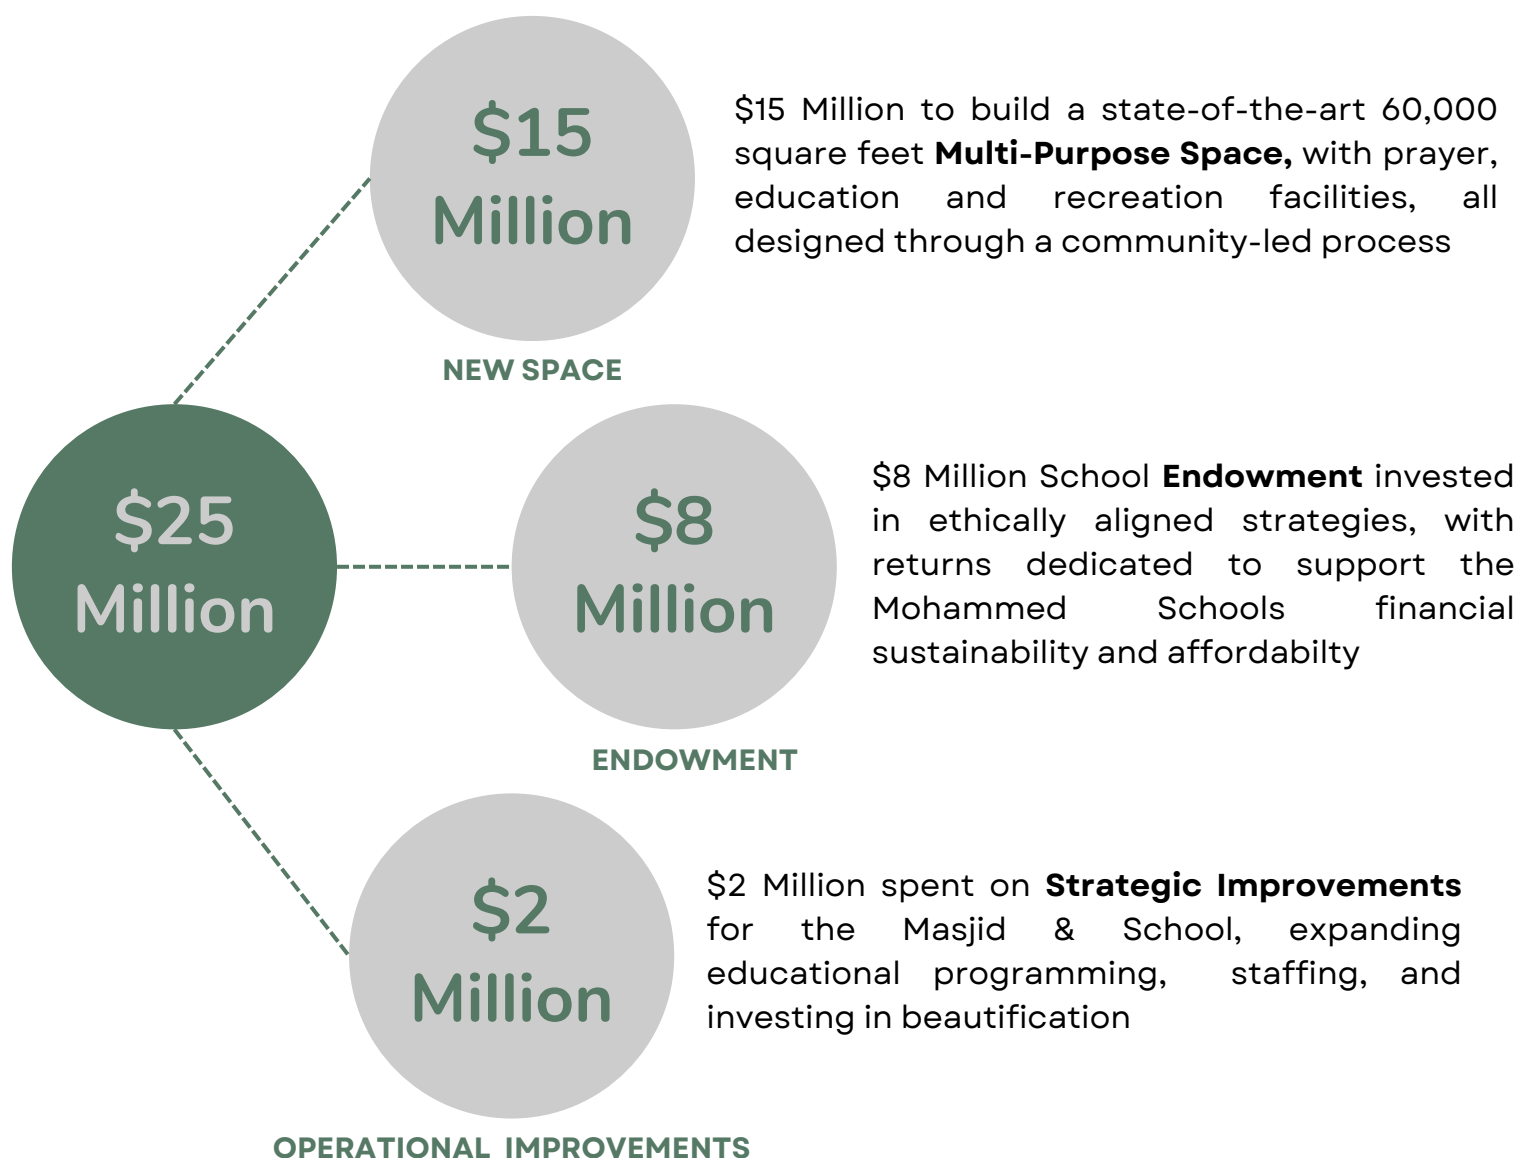 $15
Million
$15 Million to build a state-of-the-art 60,000
square feet Multi-Purpose Space, with prayer,
education and recreation facilities, all
designed through a community-led process
NEW SPACE
$25
Million
$8
Million
$8 Million School Endowment invested
in ethically aligned strategies, with
returns dedicated to support the
Mohammed Schools financial
sustainability and affordabilty
ENDOWMENT
$2
Million
$2 Million spent on Strategic Improvements
for the Masjid & School, expanding
educational programming, staffing, and
investing in beautification
OPERATIONAL IMPROVEMENTS